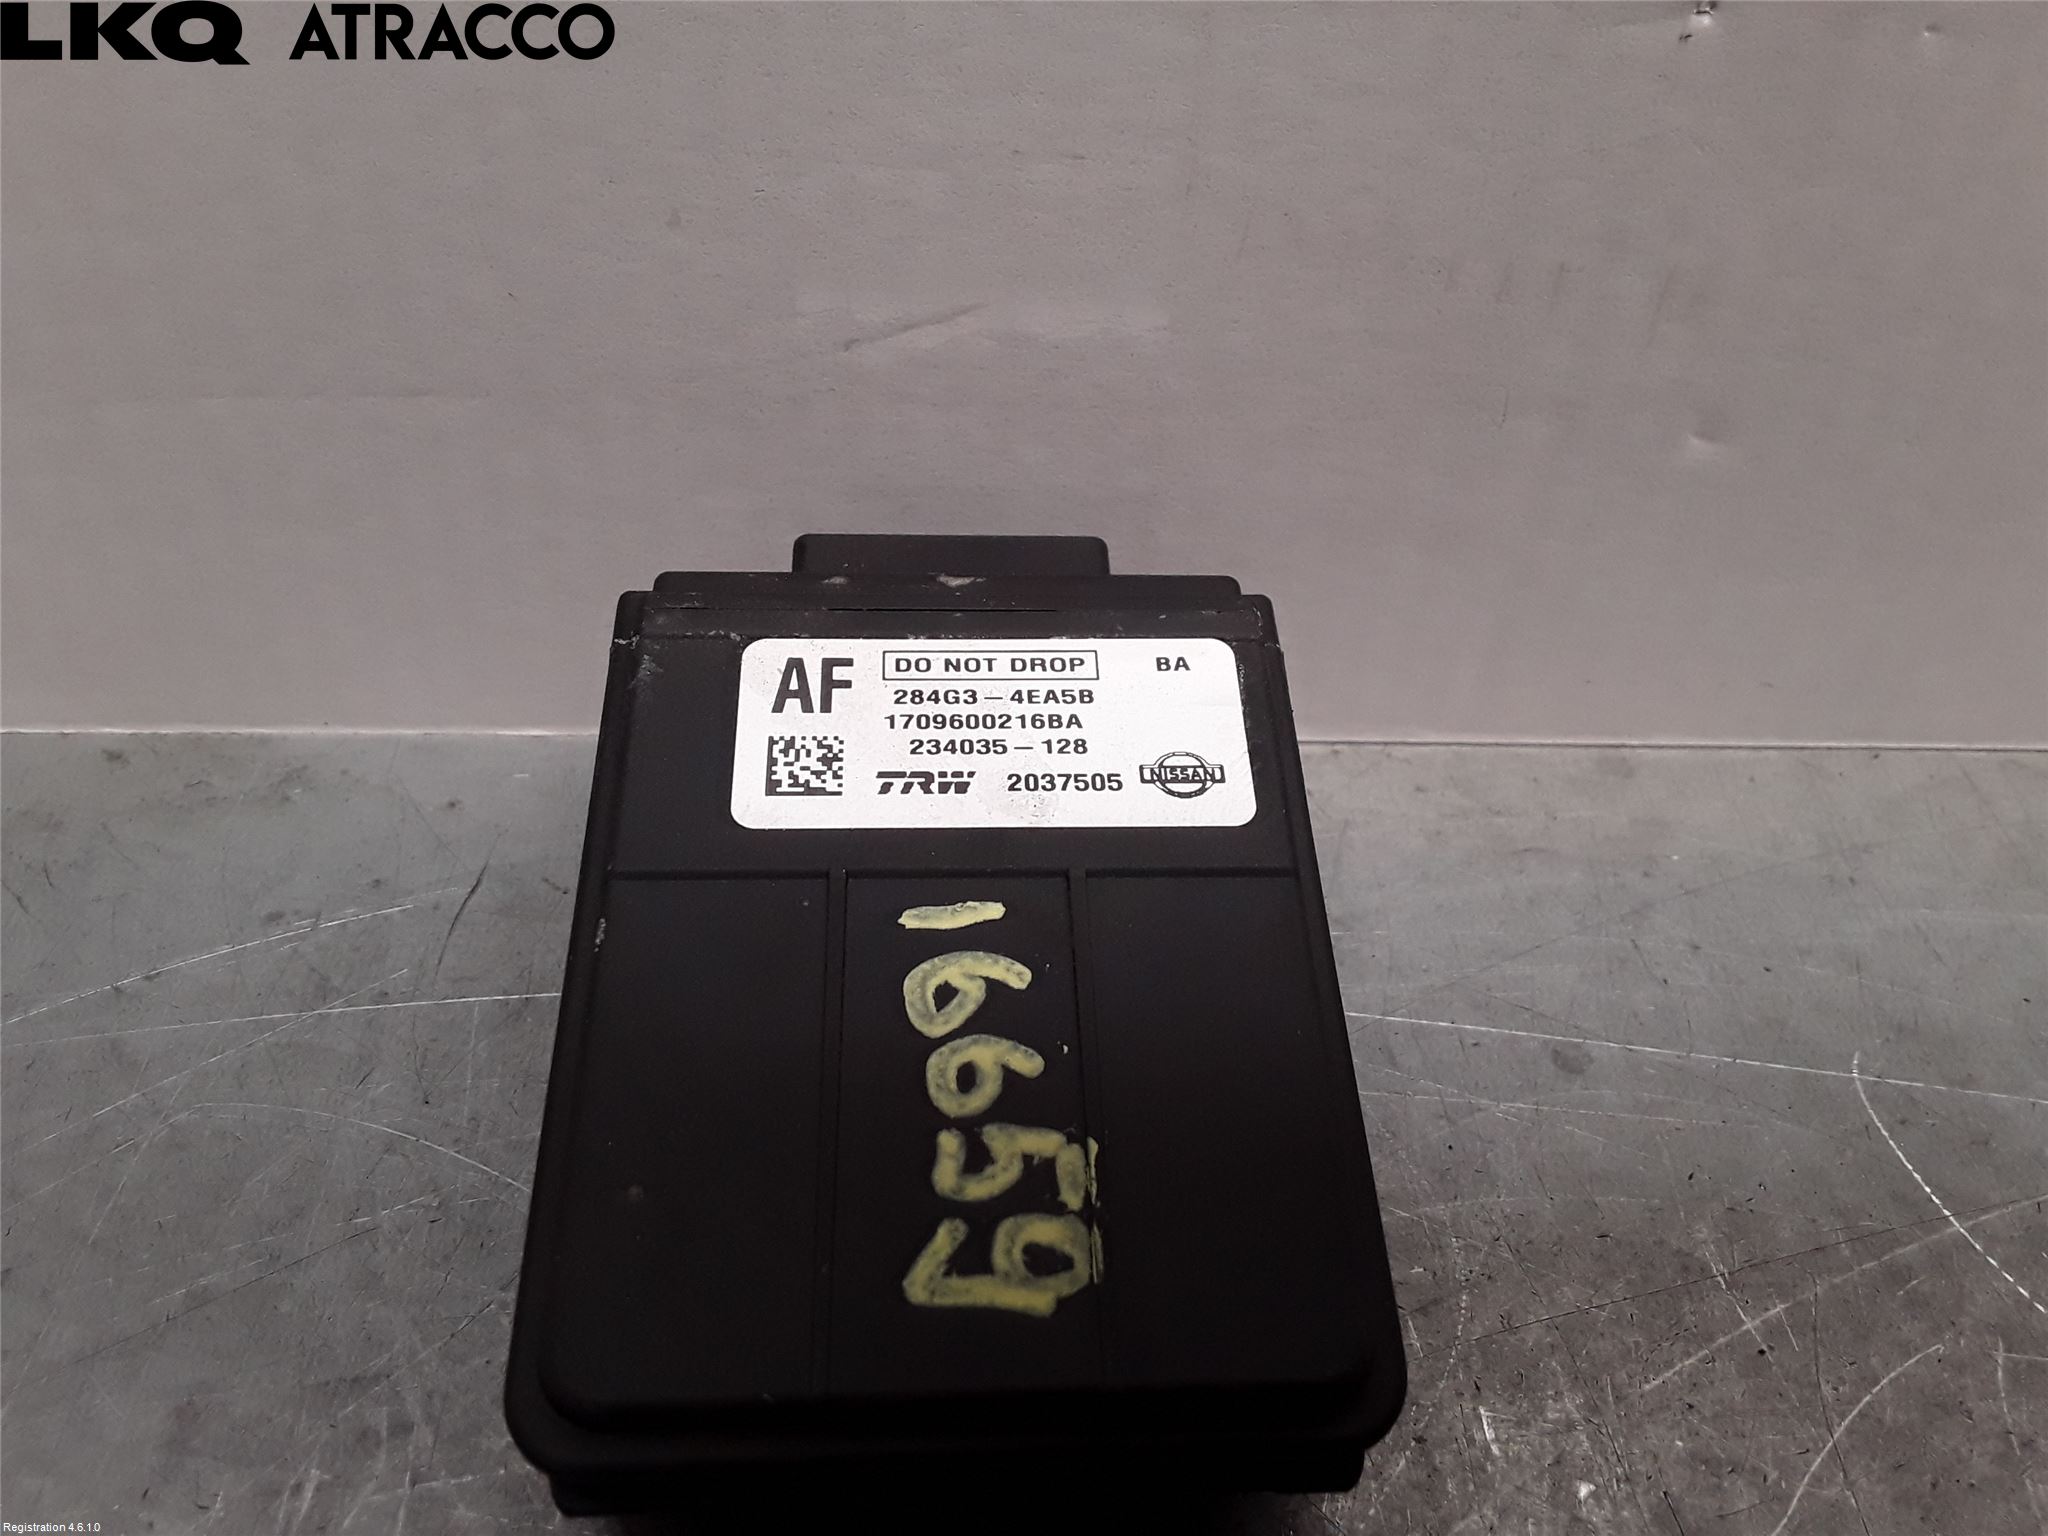 LKQ ATRACCO
AF DO NOT DROP BA
284G3-4EA5B
1709600216BA
234035-128
TRW 2037505 NISSAN
16659
Registration 4.6.1.0